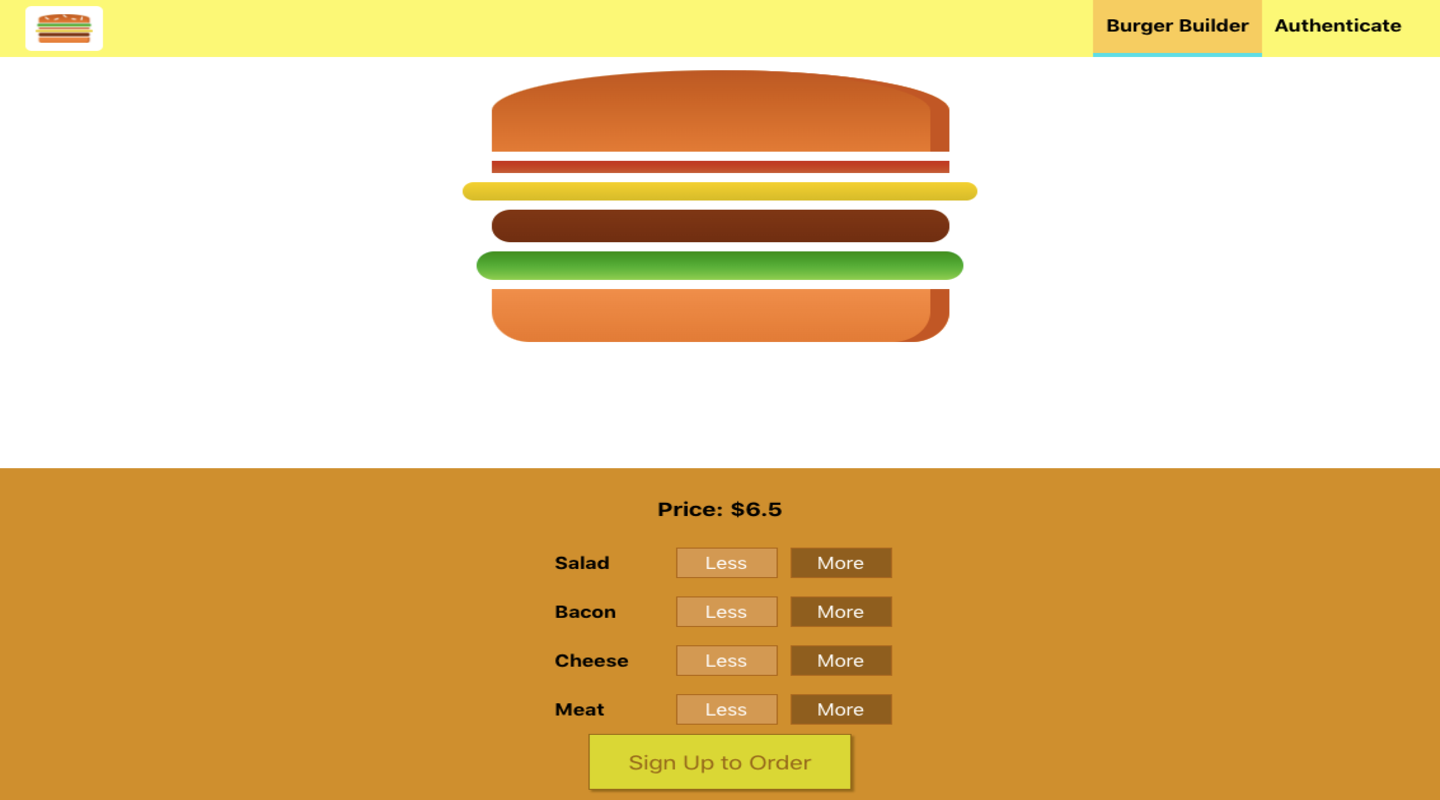 Burger Builder Authenticate
Price: $6.5
Salad Less More
Bacon Less More
Cheese Less More
Meat Less More
Sign Up to Order